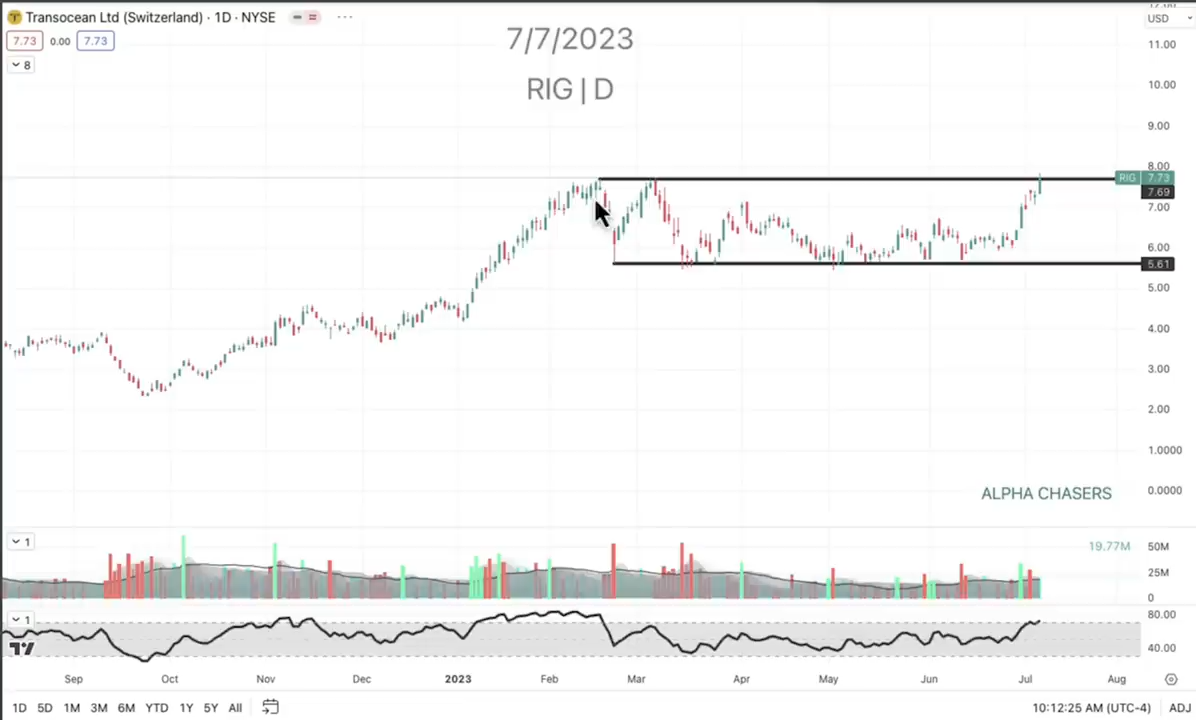 Transocean Ltd (Switzerland) · 1D · NYSE
7.73 0.00 7.73
8
7/7/2023
RIG | D
USD
11.00
10.00
9.00
8.00
RIG 7.73
7.69
7.00
6.00
5.61
5.00
4.00
3.00
2.00
1.0000
0.0000
ALPHA CHASERS
1
19.77M
50M
25M
0
1
80.00
40.00
Sep Oct Nov Dec 2023 Feb Mar Apr May Jun Jul Aug
1D 5D 1M 3M 6M YTD 1Y 5Y All 10:12:25 AM (UTC-4) ADJ